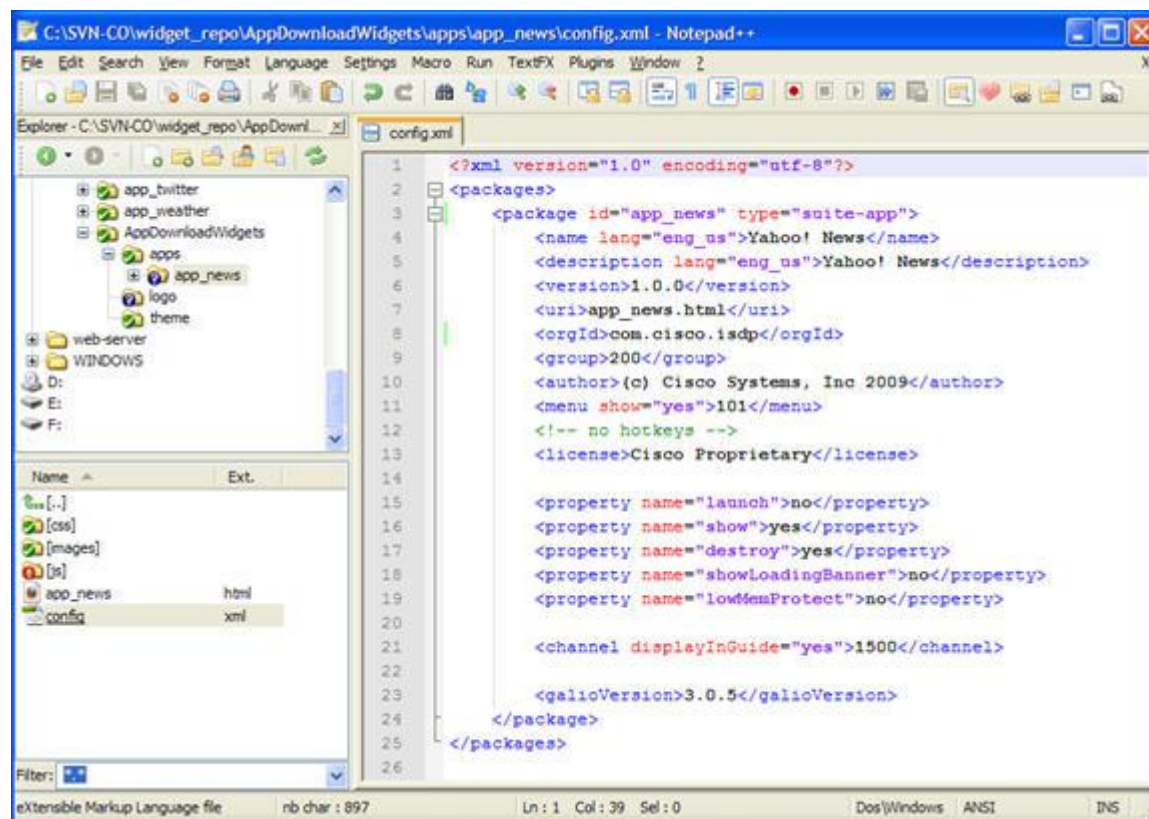 C:\SVN-CO\widget_repo\AppDownloadWidgets\apps\app_news\config.xml - Notepad++
File Edit Search View Format Language Settings Macro Run TextFX Plugins Window ? X
Explorer - C:\SVN-CO\widget_repo\AppDownl...
config.xml
app_twitter
app_weather
AppDownloadWidgets
apps
app_news
logo
theme
web-server
WINDOWS
D:
E:
F:
Name Ext.
[..]
[css]
[images]
[js]
app_news html
config xml
Filter: *.*
1 <?xml version="1.0" encoding="utf-8"?>
2 <packages>
3 <package id="app_news" type="suite-app">
4 <name lang="eng_us">Yahoo! News</name>
5 <description lang="eng_us">Yahoo! News</description>
6 <version>1.0.0</version>
7 <uri>app_news.html</uri>
8 <orgId>com.cisco.isdp</orgId>
9 <group>200</group>
10 <author>(c) Cisco Systems, Inc 2009</author>
11 <menu show="yes">101</menu>
12 <!-- no hotkeys -->
13 <license>Cisco Proprietary</license>
14
15 <property name="launch">no</property>
16 <property name="show">yes</property>
17 <property name="destroy">yes</property>
18 <property name="showLoadingBanner">no</property>
19 <property name="lowMemProtect">no</property>
20
21 <channel displayInGuide="yes">1500</channel>
22
23 <galioVersion>3.0.5</galioVersion>
24 </package>
25 </packages>
26
eXtensible Markup Language file nb char : 897 Ln : 1 Col : 39 Sel : 0 Dos\Windows ANSI INS